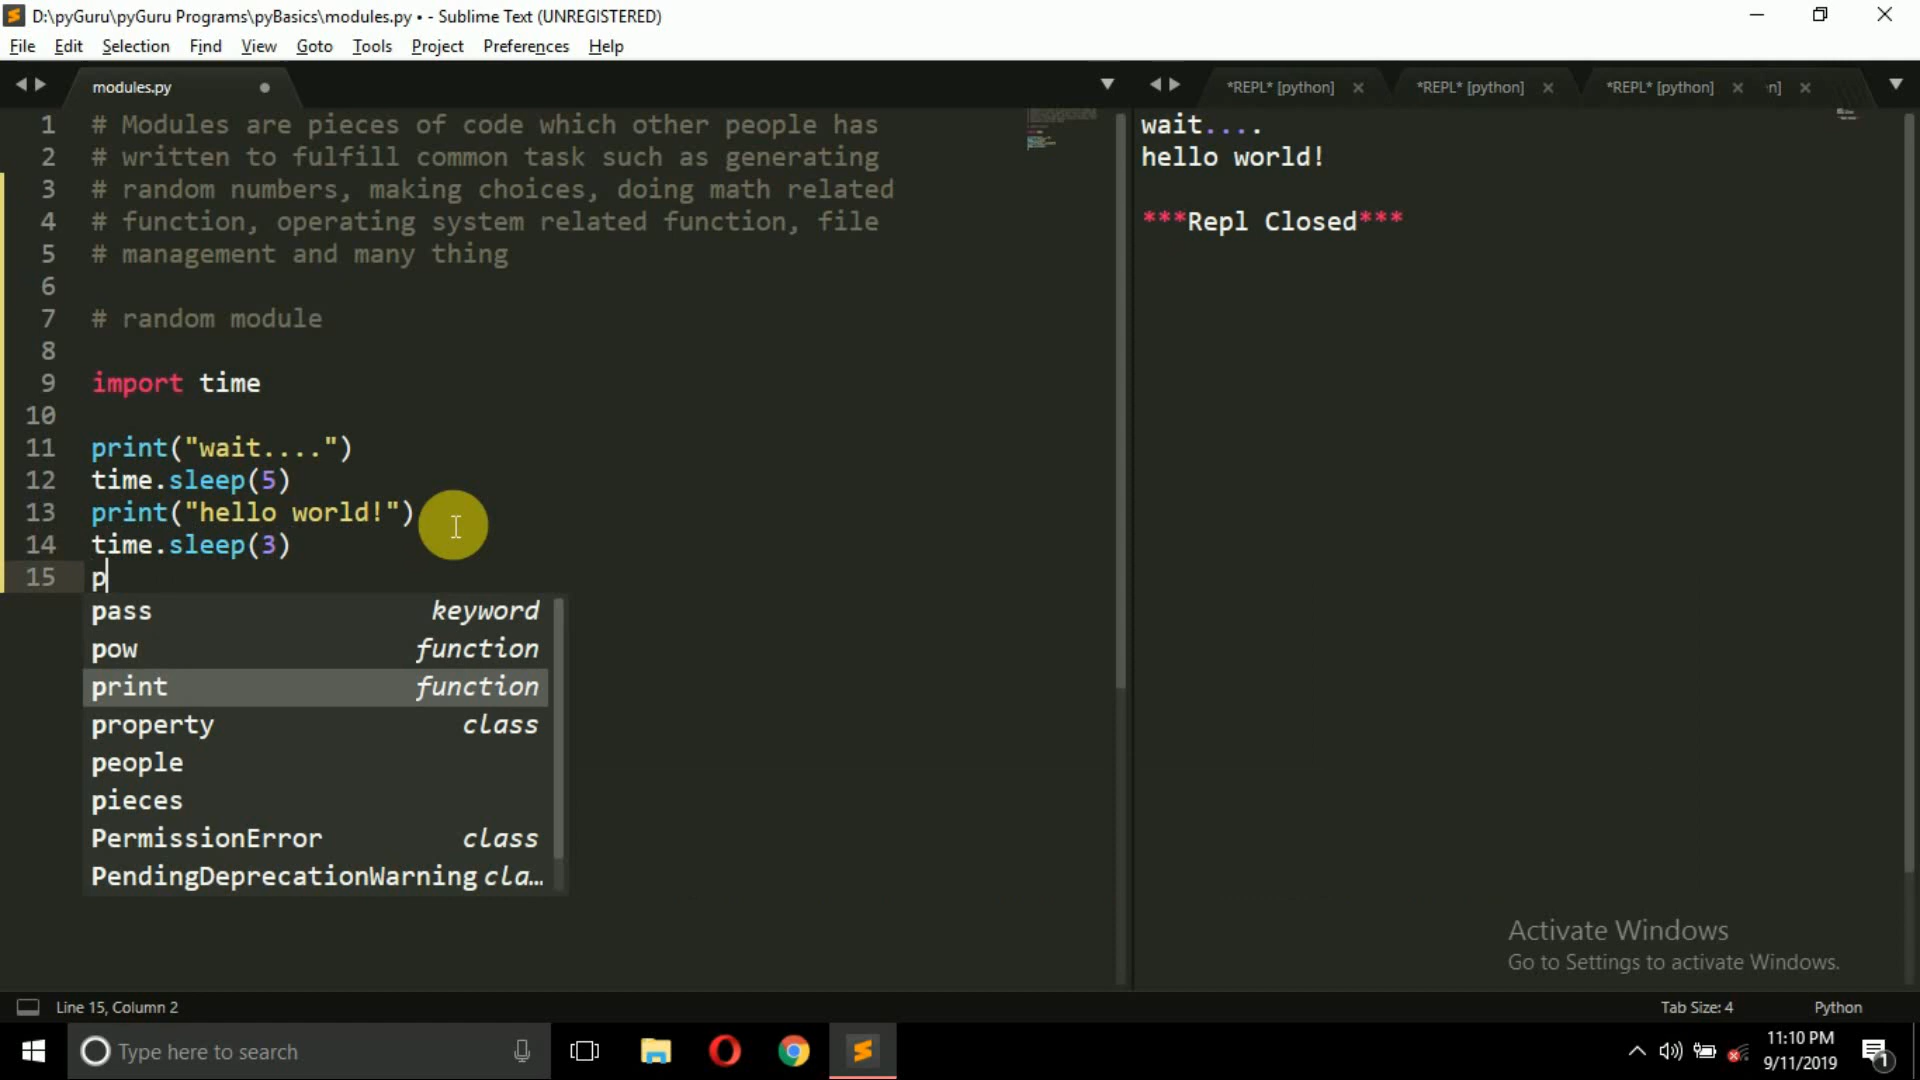 D:\pyGuru\pyGuru Programs\pyBasics\modules.py • - Sublime Text (UNREGISTERED)
File Edit Selection Find View Goto Tools Project Preferences Help
modules.py
*REPL* [python] *REPL* [python] *REPL* [python] n]
1 # Modules are pieces of code which other people has
2 # written to fulfill common task such as generating
3 # random numbers, making choices, doing math related
4 # function, operating system related function, file
5 # management and many thing
6
7 # random module
8
9 import time
10
11 print("wait....")
12 time.sleep(5)
13 print("hello world!")
14 time.sleep(3)
15 p
pass keyword
pow function
print function
property class
people
pieces
PermissionError class
PendingDeprecationWarning cla…
wait....
hello world!
***Repl Closed***
Activate Windows
Go to Settings to activate Windows.
Line 15, Column 2
Tab Size: 4 Python
Type here to search
11:10 PM
9/11/2019
1